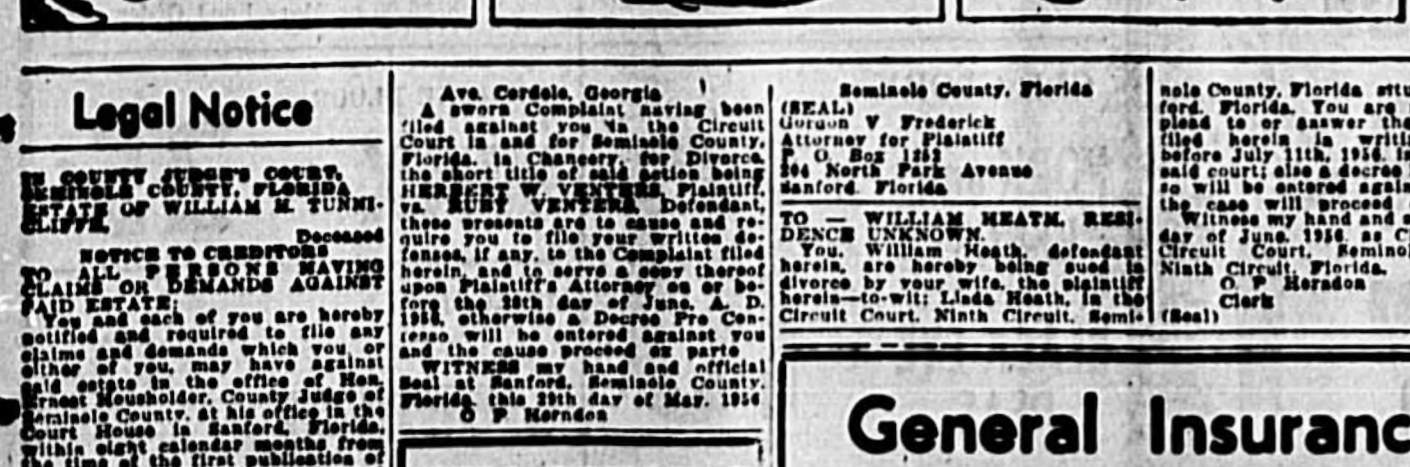 Legal Notice
IN COUNTY JUDGE'S COURT,
SEMINOLE COUNTY, FLORIDA
ESTATE OF WILLIAM M. TUNNI-
CLIFFE,
Deceased
NOTICE TO CREDITORS
TO ALL PERSONS HAVING
CLAIMS OR DEMANDS AGAINST
SAID ESTATE:
You and each of you are hereby
notified and required to file any
claims and demands which you, or
either of you, may have against
said estate in the office of Hon.
Ernest Housholder, County Judge of
Seminole County, at his office in the
Court House in Sanford, Florida,
within eight calendar months from
the time of the first publication of
Ave. Cordele, Georgia
A sworn Complaint having been
filed against you in the Circuit
Court in and for Seminole County,
Florida, in Chancery, for Divorce,
the short title of said action being
HERBERT W. VENTERS, Plaintiff,
vs. RUBY VENTERS, Defendant,
these presents are to cause and re-
quire you to file your written de-
fenses, if any, to the Complaint filed
herein, and to serve a copy thereof
upon Plaintiff's Attorney on or be-
fore the 28th day of June, A. D.
1956, otherwise a Decree Pro Con-
fesso will be entered against you
and the cause proceed ex parte
WITNESS my hand and official
Seal at Sanford, Seminole County,
Florida, this 29th day of May, 1956
O P. Herndon
Seminole County, Florida
(SEAL)
Gordon V Frederick
Attorney for Plaintiff
P. O. Box
North Park Avenue
Sanford, Florida
TO — WILLIAM HEATH, RESI-
DENCE UNKNOWN.
You, William Heath, defendant
herein, are hereby being sued in
divorce by your wife, the plaintiff
herein—to-wit: Linda Heath, in the
Circuit Court, Ninth Circuit, Semi-
nole County, Florida
ford, Florida. You are
plead to or answer the
filed herein in
before July 11th, 1956, in
said court; else a decree
so will be entered
the case will proceed
Witness my hand and
day of June, 1956, as
Circuit Court,
Ninth Circuit, Florida.
O. P Herndon
Clerk
(Seal)
General